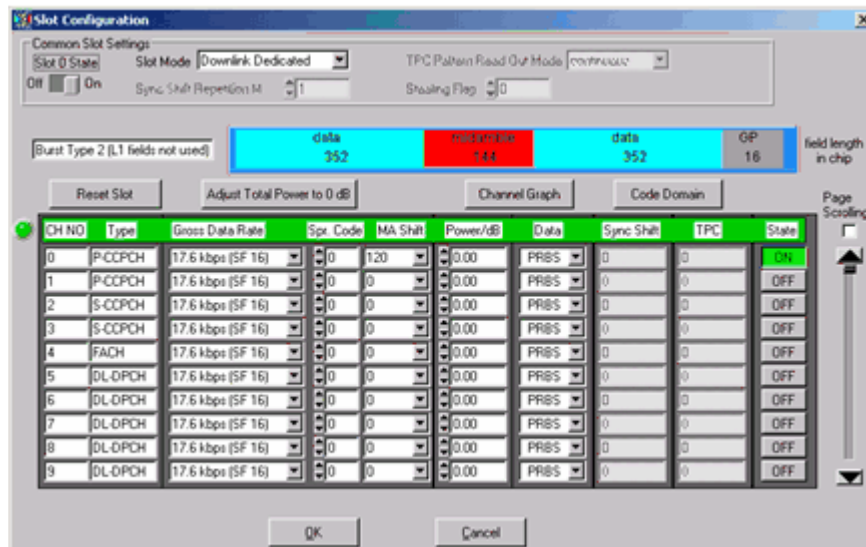 Slot Configuration
Common Slot Settings
Slot 0 State
Off On
Slot Mode Downlink Dedicated
TPC Pattern Read Out Mode continuous
Sync Shift Repetition M 1
Stealing Flag 0
Burst Type 2 (L1 fields not used)
data 352
144
data 352
GP 16
field length in chip
Reset Slot Adjust Total Power to 0 dB Channel Graph Code Domain
Page Scrolling
CH NO Type Gross Data Rate Spr. Code MA Shift Power/dB Data Sync Shift TPC State
0 P-CCPCH 17.6 kbps (SF 16) 0 120 0.00 PRBS 0 0 ON
1 P-CCPCH 17.6 kbps (SF 16) 0 0 0.00 PRBS 0 0 OFF
2 S-CCPCH 17.6 kbps (SF 16) 0 0 0.00 PRBS 0 0 OFF
3 S-CCPCH 17.6 kbps (SF 16) 0 0 0.00 PRBS 0 0 OFF
4 FACH 17.6 kbps (SF 16) 0 0 0.00 PRBS 0 0 OFF
5 DL-DPCH 17.6 kbps (SF 16) 0 0 0.00 PRBS 0 0 OFF
6 DL-DPCH 17.6 kbps (SF 16) 0 0 0.00 PRBS 0 0 OFF
7 DL-DPCH 17.6 kbps (SF 16) 0 0 0.00 PRBS 0 0 OFF
8 DL-DPCH 17.6 kbps (SF 16) 0 0 0.00 PRBS 0 0 OFF
9 DL-DPCH 17.6 kbps (SF 16) 0 0 0.00 PRBS 0 0 OFF
OK Cancel